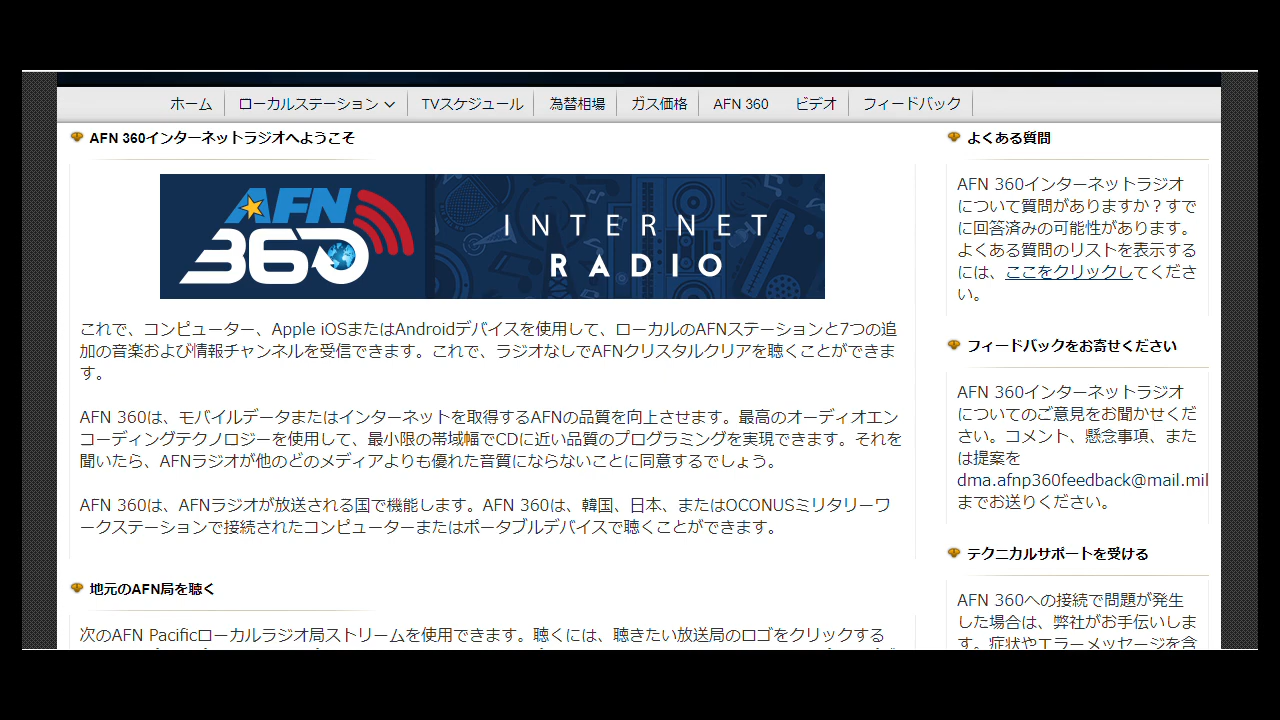 ホーム ローカルステーション TVスケジュール 為替相場 ガス価格 AFN 360 ビデオ フィードバック
AFN 360インターネットラジオへようこそ
AFN
360
INTERNET
RADIO
これで、コンピューター、Apple iOSまたはAndroidデバイスを使用して、ローカルのAFNステーションと7つの追
加の音楽および情報チャンネルを受信できます。これで、ラジオなしでAFNクリスタルクリアを聴くことができま
す。
AFN 360は、モバイルデータまたはインターネットを取得するAFNの品質を向上させます。最高のオーディオエン
コーディングテクノロジーを使用して、最小限の帯域幅でCDに近い品質のプログラミングを実現できます。それを
聞いたら、AFNラジオが他のどのメディアよりも優れた音質にならないことに同意するでしょう。
AFN 360は、AFNラジオが放送される国で機能します。AFN 360は、韓国、日本、またはOCONUSミリタリーワ
ークステーションで接続されたコンピューターまたはポータブルデバイスで聴くことができます。
地元のAFN局を聴く
次のAFN Pacificローカルラジオ局ストリームを使用できます。聴くには、聴きたい放送局のロゴをクリックする
よくある質問
AFN 360インターネットラジオ
について質問がありますか？すで
に回答済みの可能性があります。
よくある質問のリストを表示する
には、ここをクリックしてくださ
い。
フィードバックをお寄せください
AFN 360インターネットラジオ
についてのご意見をお聞かせくだ
さい。コメント、懸念事項、また
は提案を
dma.afnp360feedback@mail.mil
までお送りください。
テクニカルサポートを受ける
AFN 360への接続で問題が発生
した場合は、弊社がお手伝いしま
す。症状やエラーメッセージを含